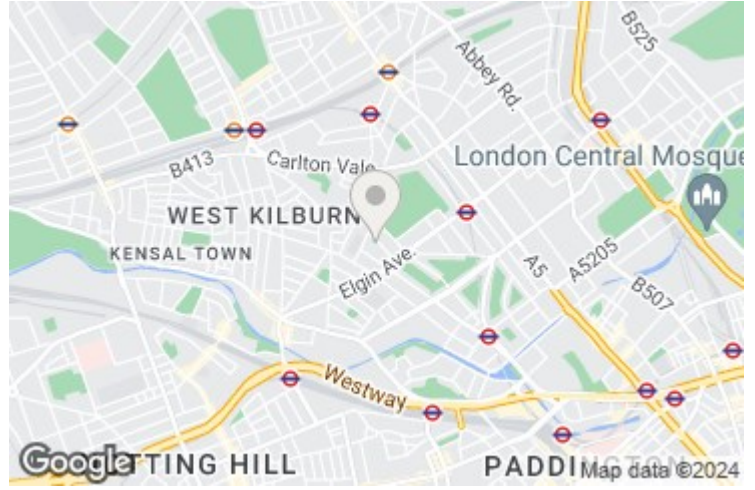 B525
Abbey Rd.
B413
Carlton Vale
London Central Mosque
WEST KILBURN
KENSAL TOWN
Elgin Ave.
A5
A5205
B507
Westway
Google
TTING HILL
PADDINGTON
Map data ©2024